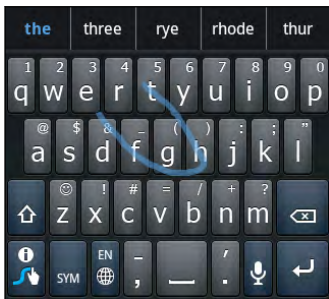 the three rye rhode thur
1 2 3 4 5 6 7 8 9 0
q w e r t y u i o p
@ $ & _ ( ) : ; "
a s d f g h j k l
! # = / + ?
z x c v b n m
i EN – '
SYM , .